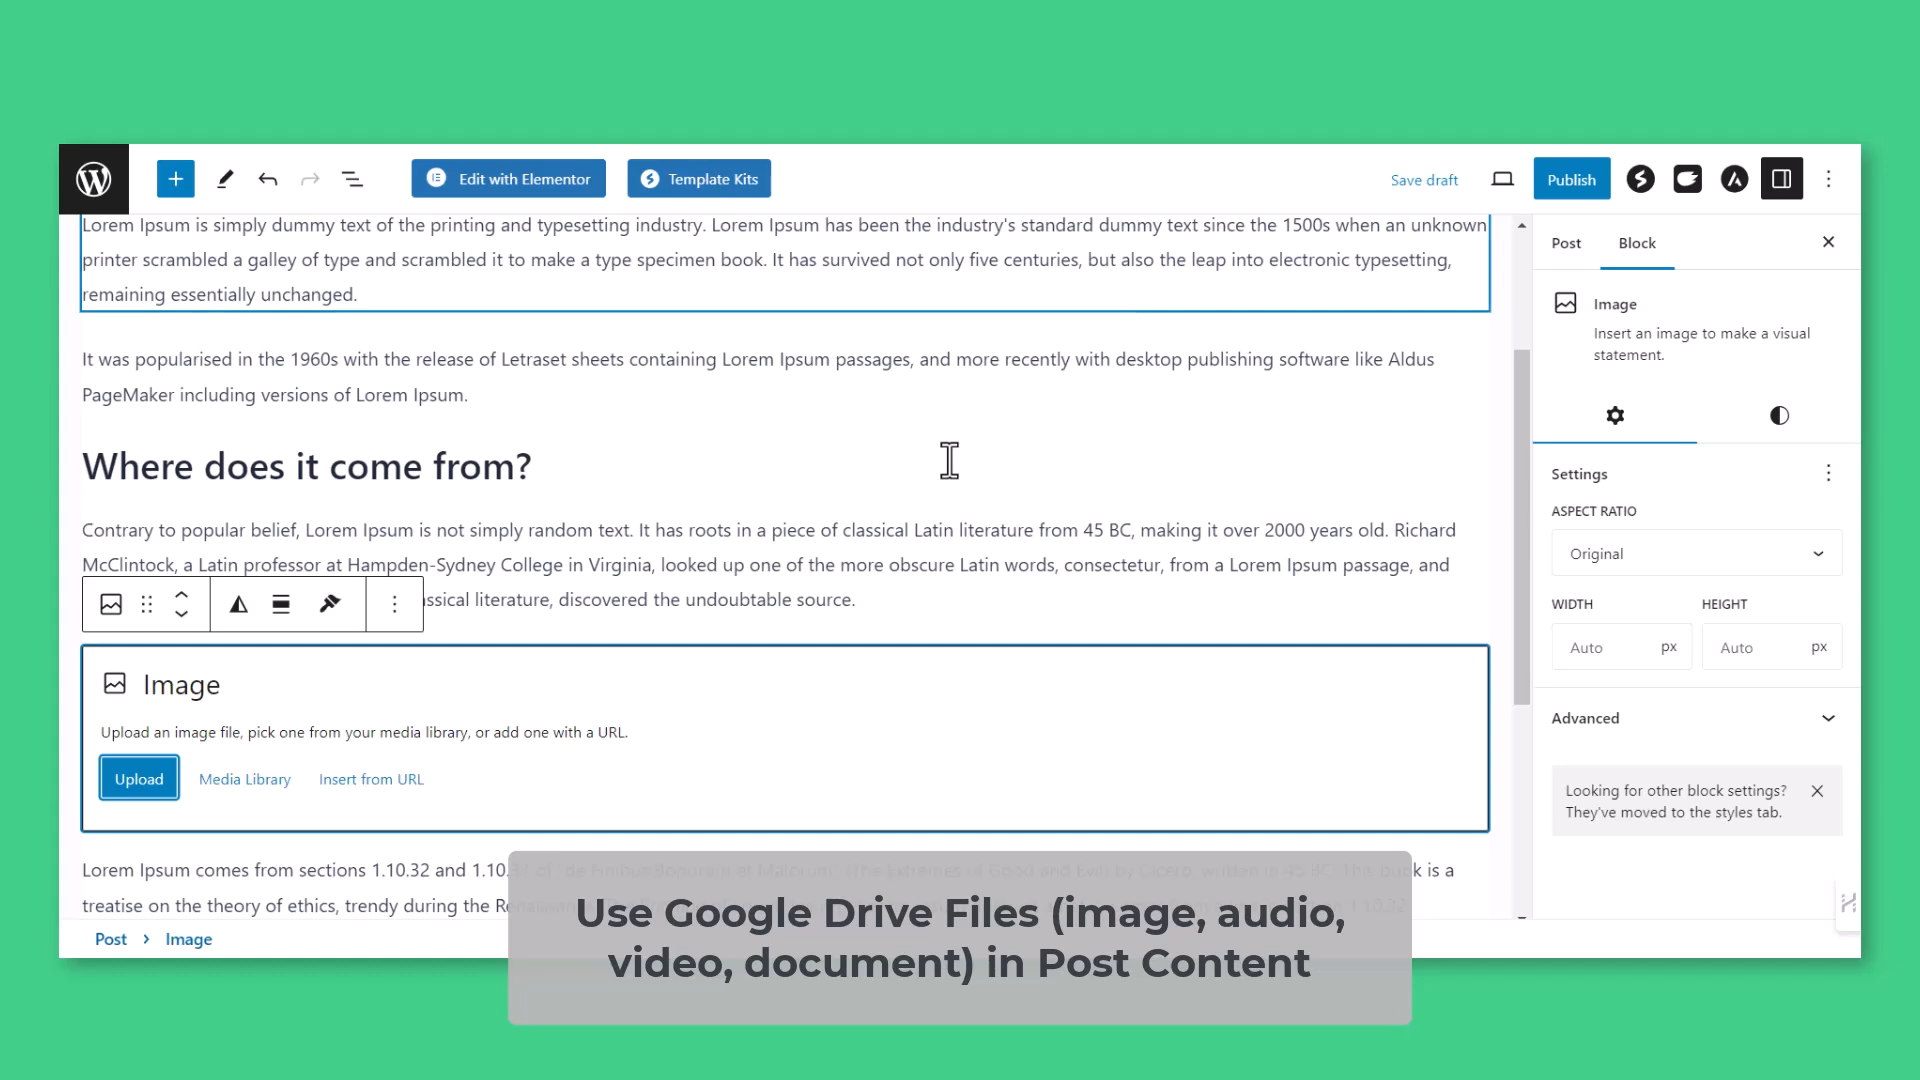 Edit with Elementor
Template Kits
Save draft
Publish
Lorem Ipsum is simply dummy text of the printing and typesetting industry. Lorem Ipsum has been the industry's standard dummy text since the 1500s when an unknown
printer scrambled a galley of type and scrambled it to make a type specimen book. It has survived not only five centuries, but also the leap into electronic typesetting,
remaining essentially unchanged.
It was popularised in the 1960s with the release of Letraset sheets containing Lorem Ipsum passages, and more recently with desktop publishing software like Aldus
PageMaker including versions of Lorem Ipsum.
Where does it come from?
Contrary to popular belief, Lorem Ipsum is not simply random text. It has roots in a piece of classical Latin literature from 45 BC, making it over 2000 years old. Richard
McClintock, a Latin professor at Hampden-Sydney College in Virginia, looked up one of the more obscure Latin words, consectetur, from a Lorem Ipsum passage, and
literature, discovered the undoubtable source.
Image
Upload an image file, pick one from your media library, or add one with a URL.
Upload
Media Library
Insert from URL
Lorem Ipsum comes from sections 1.10.32 and is a
treatise on the theory of ethics, trendy during the
Post
Image
Post
Block
Image
Insert an image to make a visual
statement.
Settings
ASPECT RATIO
Original
WIDTH
HEIGHT
Auto px
Auto px
Advanced
Looking for other block settings?
They've moved to the styles tab.
Use Google Drive Files (image, audio,
video, document) in Post Content